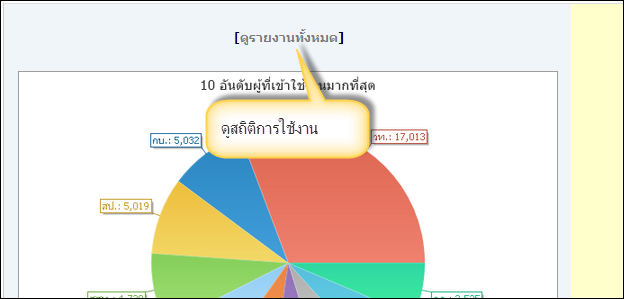 [ดูรายงานทั้งหมด]
10 อันดับผู้ที่เข้าใช้ มากที่สุด
ดูสถิติการใช้งาน
กบ.: 5,032
วท.: 17,013
สป.: 5,019